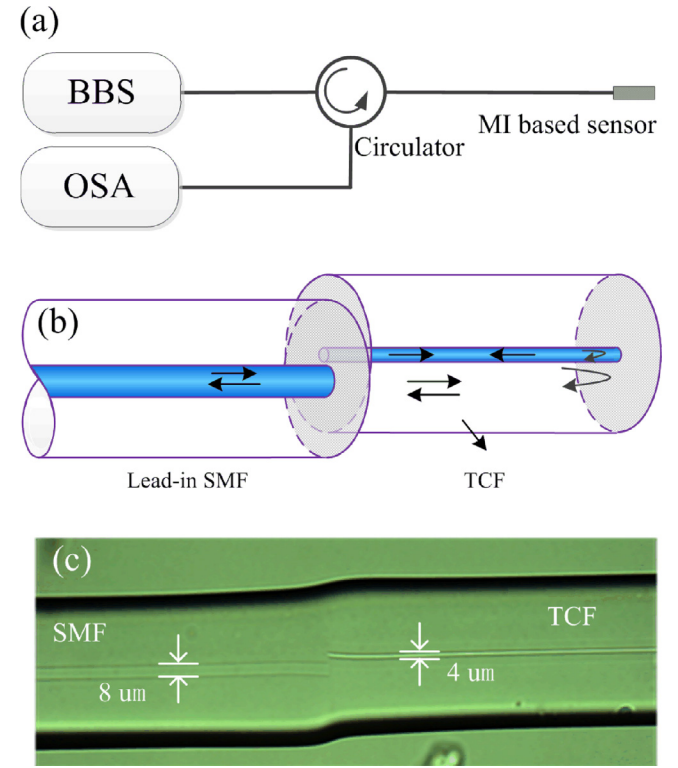 (a)
BBS
MI based sensor
Circulator
OSA
(b)
Lead-in SMF
TCF
(c)
SMF
TCF
8 um
4 um